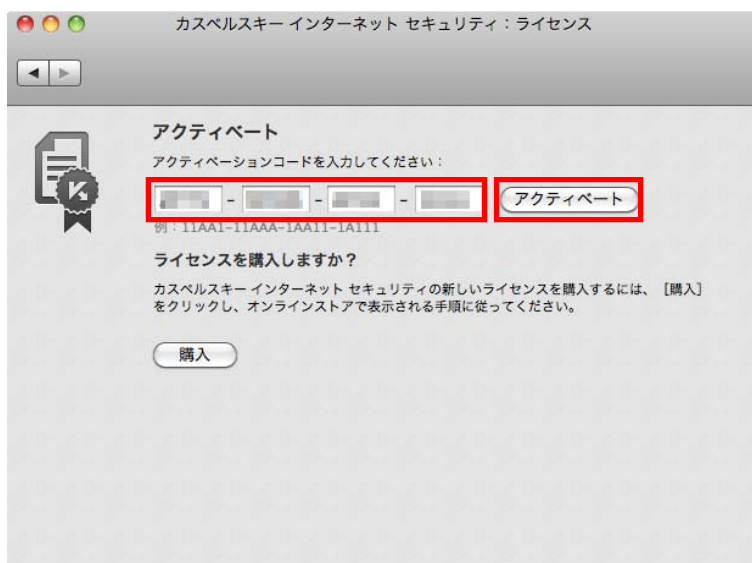 カスペルスキー インターネット セキュリティ：ライセンス
アクティベート
アクティベーションコードを入力してください：
- - - アクティベート
例：11AA1-11AAA-1AA11-1A111
ライセンスを購入しますか？
カスペルスキー インターネット セキュリティの新しいライセンスを購入するには、［購入］
をクリックし、オンラインストアで表示される手順に従ってください。
購入